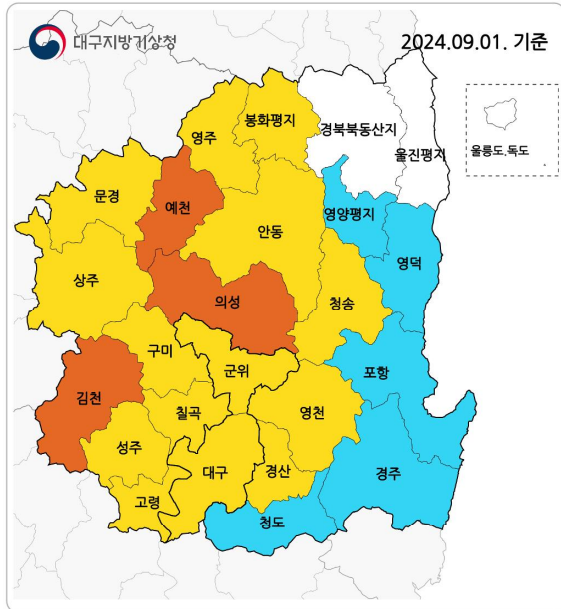 대구지방기상청
2024.09.01. 기준
봉화평지
영주
경북북동산지
울진평지
울릉도.독도
문경
예천
영양평지
안동
영덕
상주
의성
청송
구미
군위
포항
김천
칠곡
영천
성주
대구
경산
경주
고령
청도